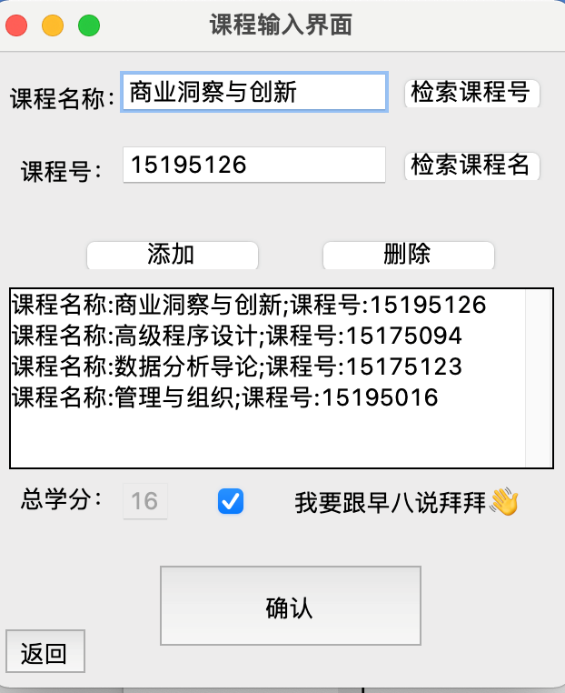 课程输入界面
课程名称: 商业洞察与创新 检索课程号
课程号: 15195126 检索课程名
添加 删除
课程名称:商业洞察与创新;课程号:15195126
课程名称:高级程序设计;课程号:15175094
课程名称:数据分析导论;课程号:15175123
课程名称:管理与组织;课程号:15195016
总学分: 16 我要跟早八说拜拜👋
确认
返回